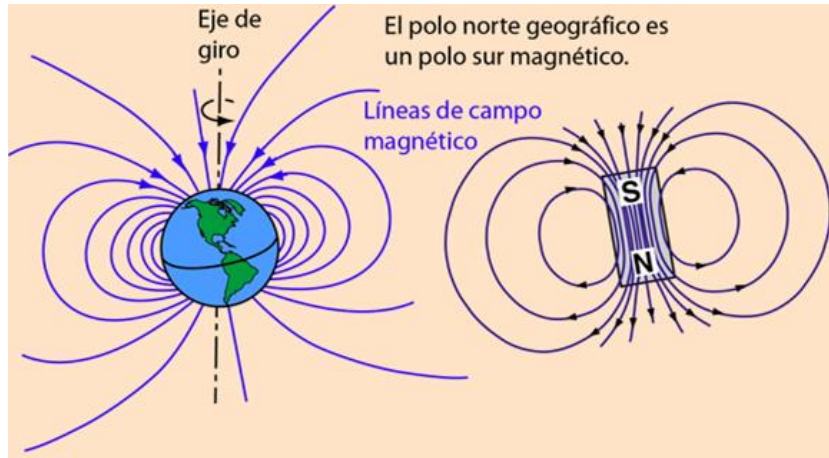 Eje de
giro
El polo norte geográfico es
un polo sur magnético.
Líneas de campo
magnético
S
N